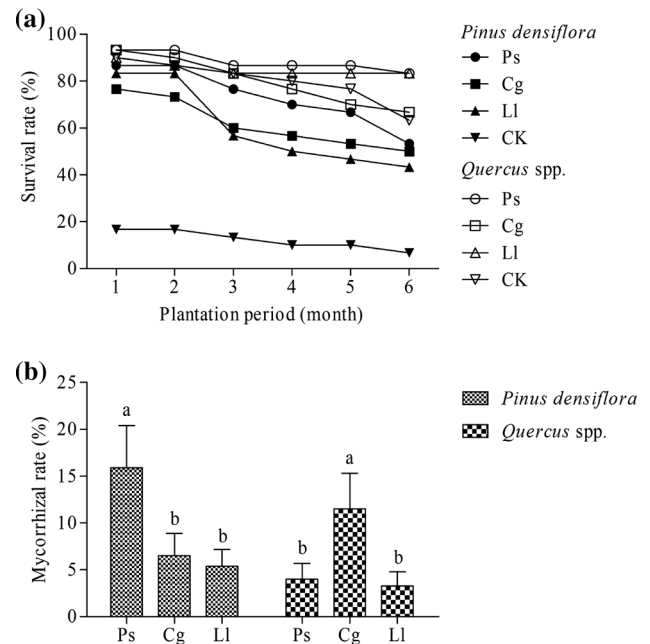 (a)
100
80
60
40
20
0
Survival rate (%)
1 2 3 4 5 6
Plantation period (month)
Pinus densiflora
Ps
Cg
Ll
CK
Quercus spp.
Ps
Cg
Ll
CK
(b)
25
20
15
10
5
0
Mycorrhizal rate (%)
a
b
b
b
a
b
Ps Cg Ll Ps Cg Ll
Pinus densiflora
Quercus spp.